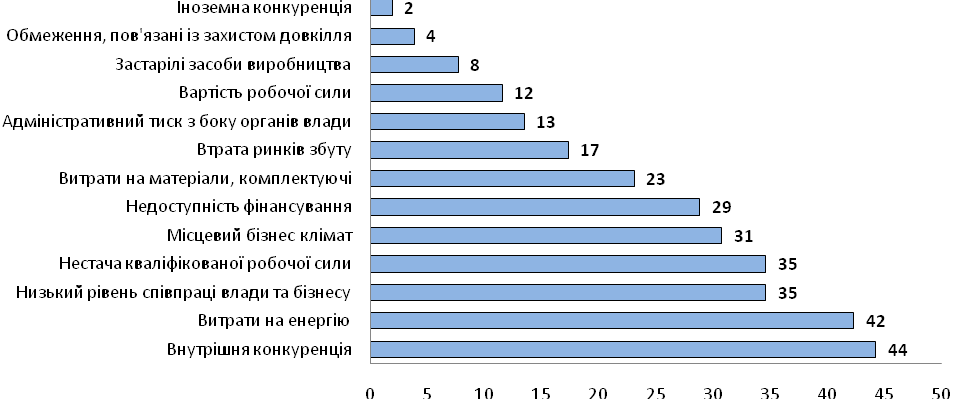 Іноземна конкуренція 2
Обмеження, пов'язані із захистом довкілля 4
Застарілі засоби виробництва 8
Вартість робочої сили 12
Адміністративний тиск з боку органів влади 13
Втрата ринків збуту 17
Витрати на матеріали, комплектуючі 23
Недоступність фінансування 29
Місцевий бізнес клімат 31
Нестача кваліфікованої робочої сили 35
Низький рівень співпраці влади та бізнесу 35
Витрати на енергію 42
Внутрішня конкуренція 44
0 5 10 15 20 25 30 35 40 45 50